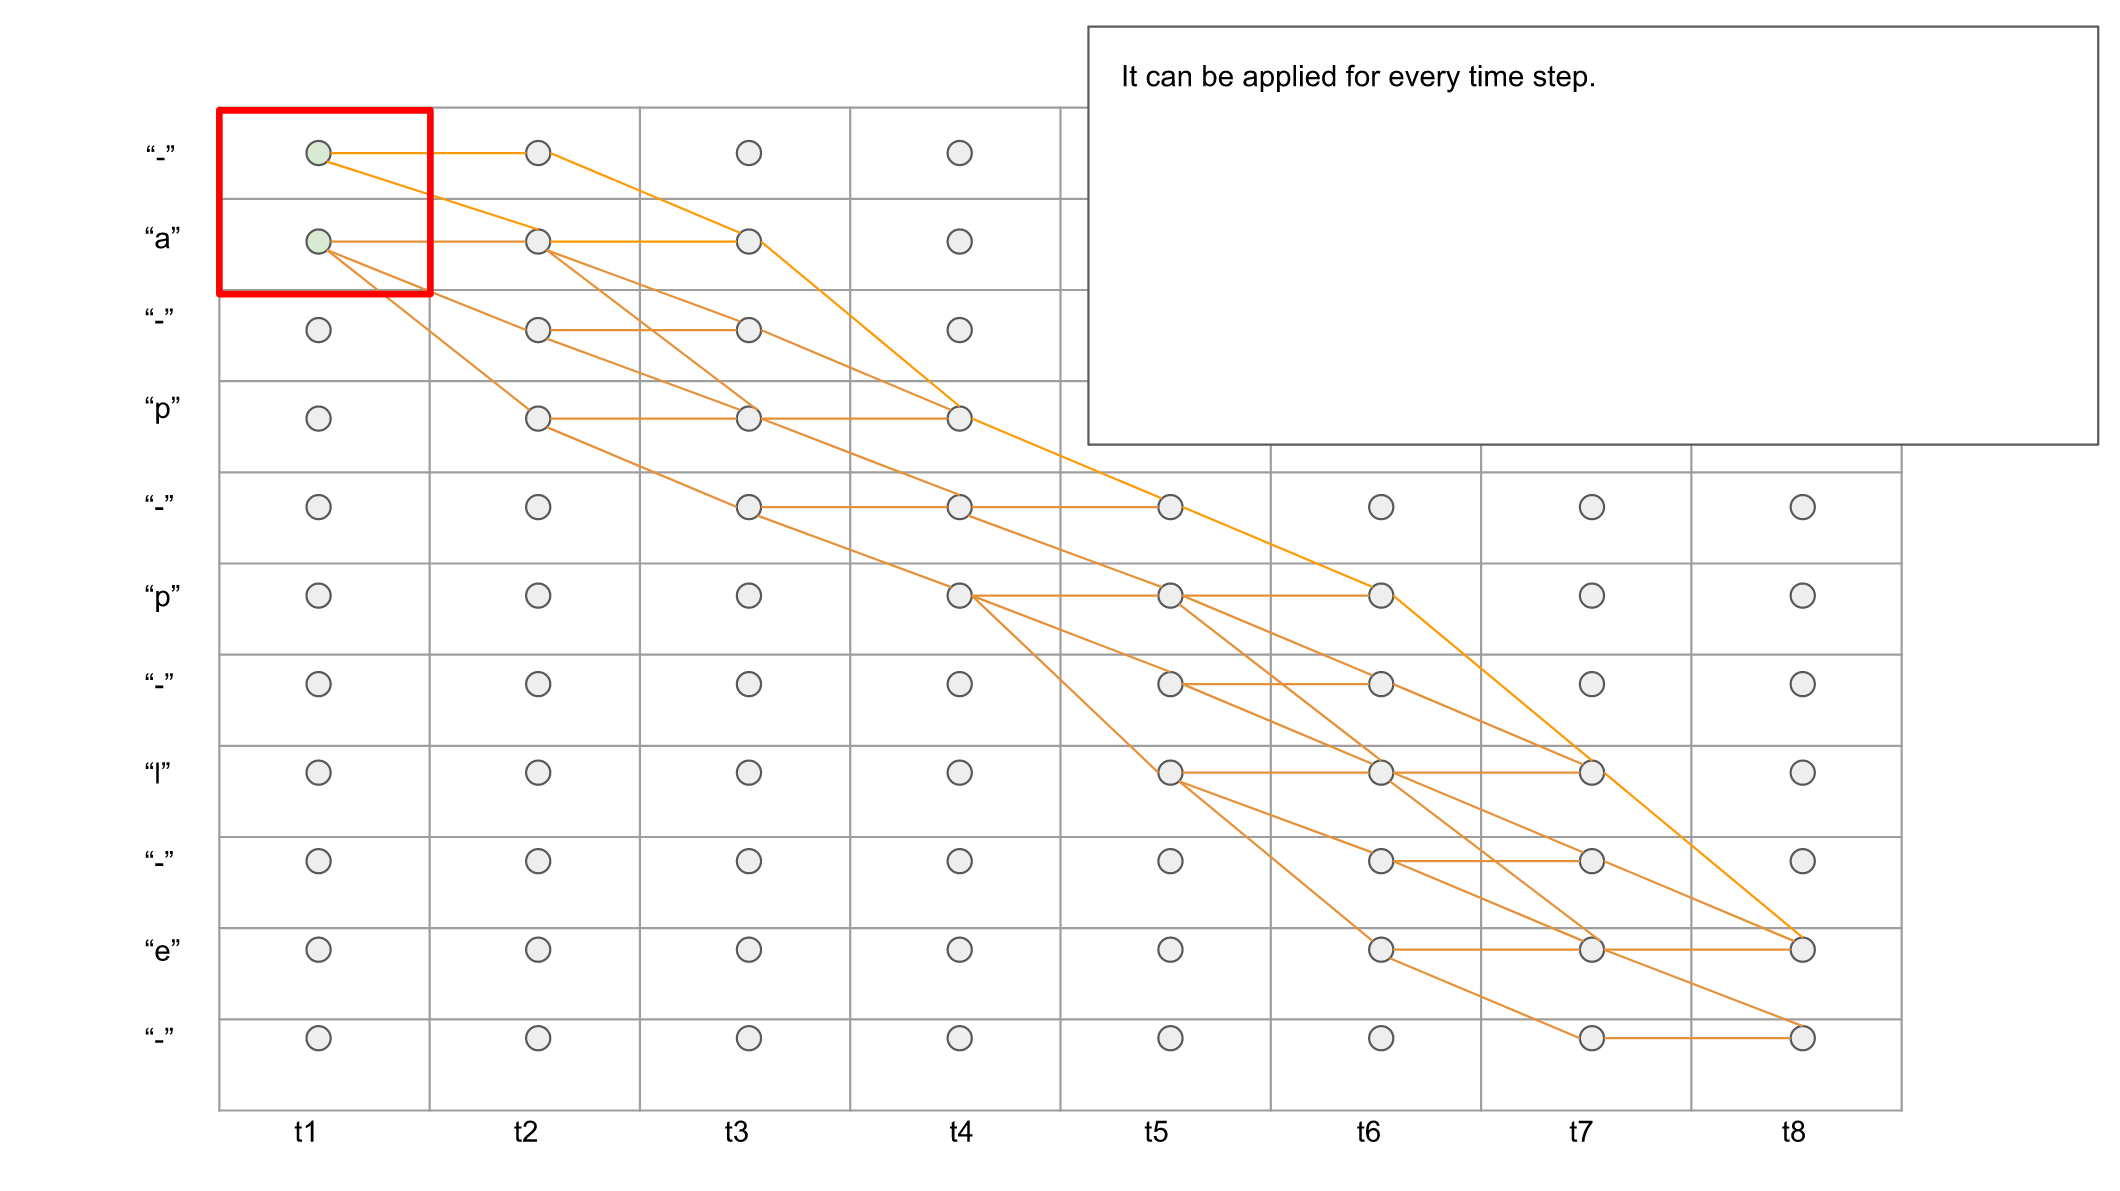 It can be applied for every time step.
“-”
“a”
“-”
“p”
“-”
“p”
“-”
“l”
“-”
“e”
“-”
t1 t2 t3 t4 t5 t6 t7 t8